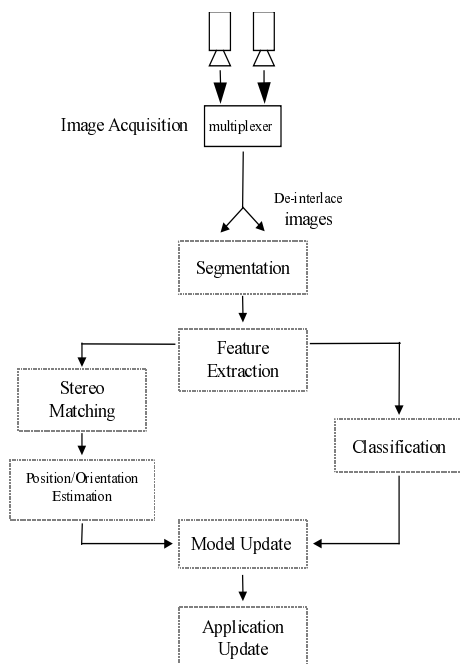 Image Acquisition
multiplexer
De-interlace
images
Segmentation
Feature
Extraction
Stereo
Matching
Classification
Position/Orientation
Estimation
Model Update
Application
Update